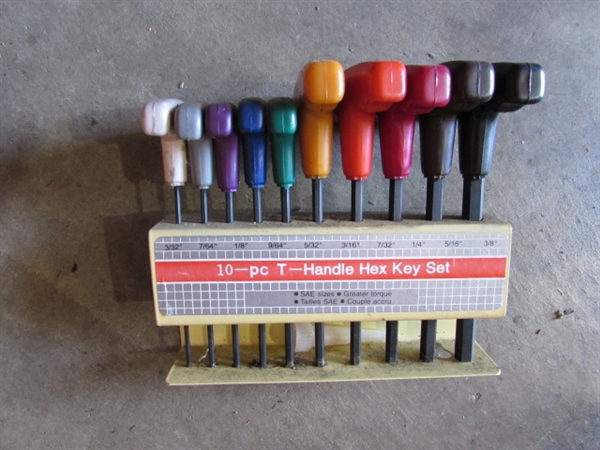 3/32" 7/64" 1/8" 9/64" 5/32" 3/16" 7/32" 1/4" 5/16" 3/8"
10-pc T-Handle Hex Key Set
● SAE sizes ● Greater torque
● Tailles SAE ● Couple accru